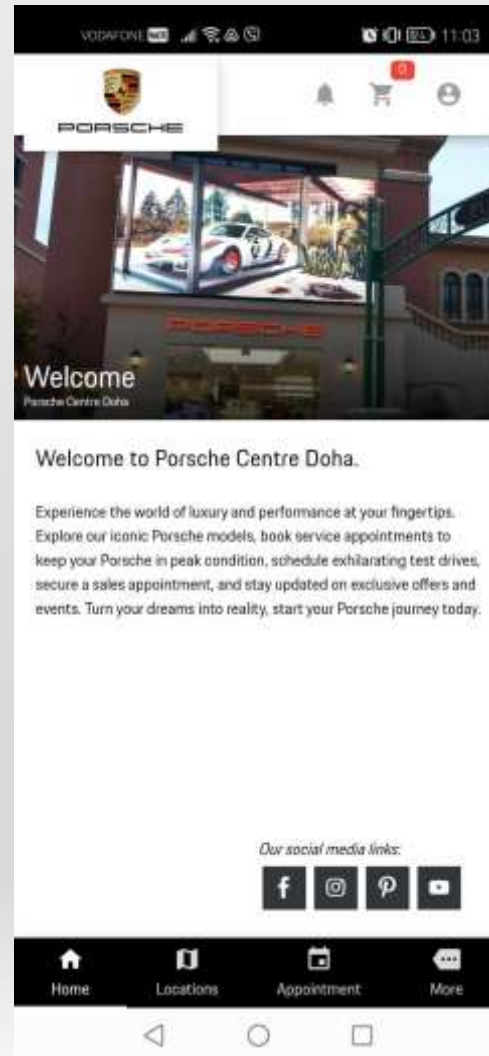 VODAFONE
11:03
PORSCHE
0
PORSCHE
Welcome
Porsche Centre Doha
Welcome to Porsche Centre Doha.
Experience the world of luxury and performance at your fingertips.
Explore our iconic Porsche models, book service appointments to
keep your Porsche in peak condition, schedule exhilarating test drives,
secure a sales appointment, and stay updated on exclusive offers and
events. Turn your dreams into reality, start your Porsche journey today.
Our social media links:
Home
Locations
Appointment
More